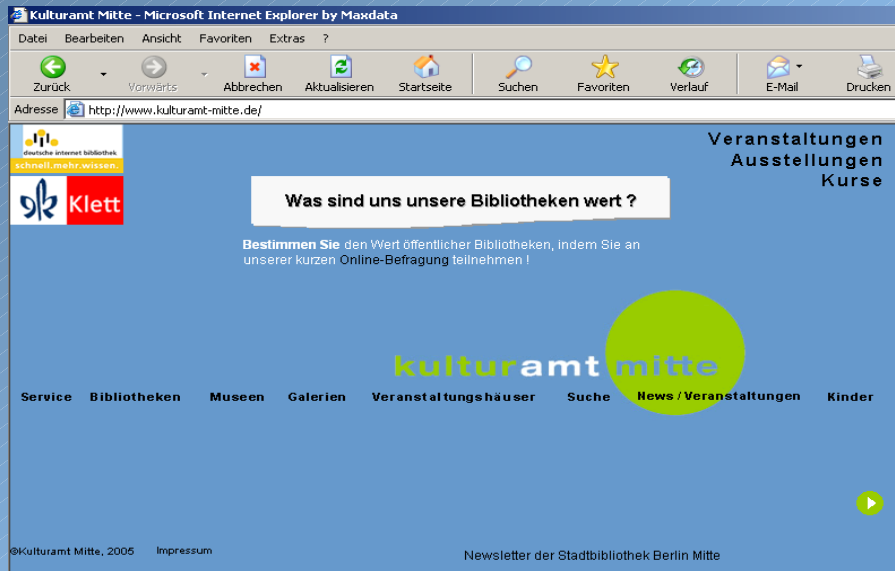 Kulturamt Mitte - Microsoft Internet Explorer by Maxdata
Datei Bearbeiten Ansicht Favoriten Extras ?
Zurück Vorwärts Abbrechen Aktualisieren Startseite Suchen Favoriten Verlauf E-Mail Drucken
Adresse http://www.kulturamt-mitte.de/
deutsche internet bibliothek
schnell.mehr.wissen.
Klett
Veranstaltungen
Ausstellungen
Kurse
Was sind uns unsere Bibliotheken wert ?
Bestimmen Sie den Wert öffentlicher Bibliotheken, indem Sie an
unserer kurzen Online-Befragung teilnehmen !
kulturamt mitte
Service Bibliotheken Museen Galerien Veranstaltungshäuser Suche News / Veranstaltungen Kinder
©Kulturamt Mitte, 2005 Impressum
Newsletter der Stadtbibliothek Berlin Mitte